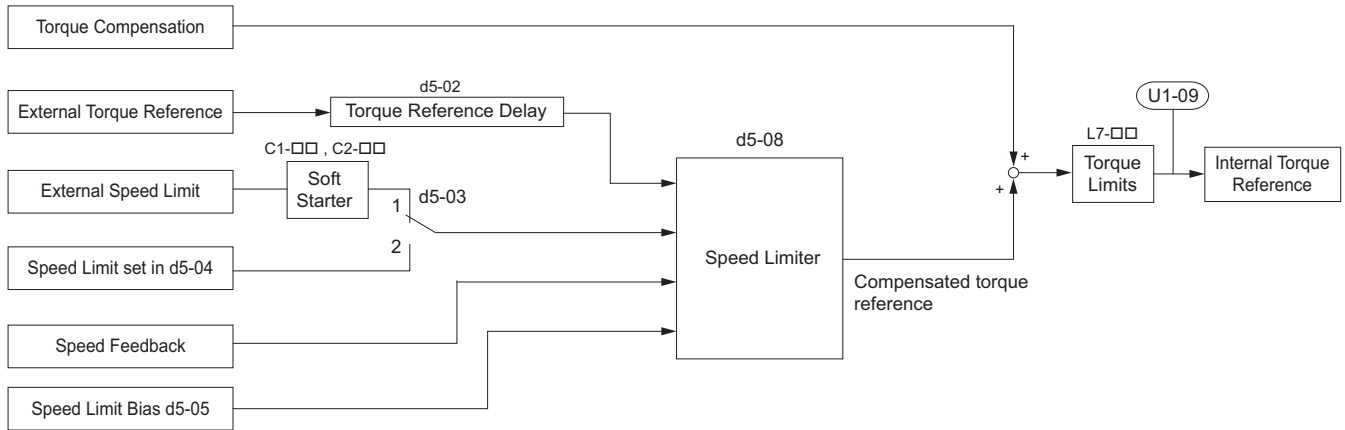 Torque Compensation
d5-02
External Torque Reference
Torque Reference Delay
U1-09
C1-□□ , C2-□□
d5-08
L7-□□
+
External Speed Limit
Soft
Starter
1
d5-03
+
Torque
Limits
Internal Torque
Reference
2
Speed Limit set in d5-04
Speed Limiter
Compensated torque
reference
Speed Feedback
Speed Limit Bias d5-05